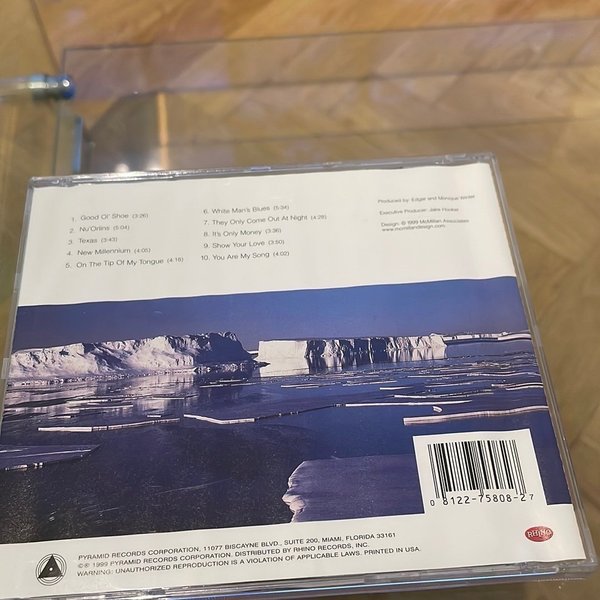 1. Good Ol' Shoe (3:26)
2. Nu Orlins (5:04)
3. Texas (3:43)
4. New Millennium (4:05)
5. On The Tip Of My Tongue (4:16)
6. White Man's Blues (5:34)
7. They Only Come Out At Night (4:28)
8. It's Only Money (3:36)
9. Show Your Love (3:50)
10. You Are My Song (4:02)
Produced by: Edgar and Monique Winter
Executive Producer: Jake Hooker
Design: © 1999 McMillan Associates
www.mcmillandesign.com
0 8122-75808-2 7
RHINO
PYRAMID RECORDS CORPORATION, 11077 BISCAYNE BLVD., SUITE 200, MIAMI, FLORIDA 33161
©℗ 1999 PYRAMID RECORDS CORPORATION. DISTRIBUTED BY RHINO RECORDS, INC.
WARNING: UNAUTHORIZED REPRODUCTION IS A VIOLATION OF APPLICABLE LAWS. PRINTED IN USA.